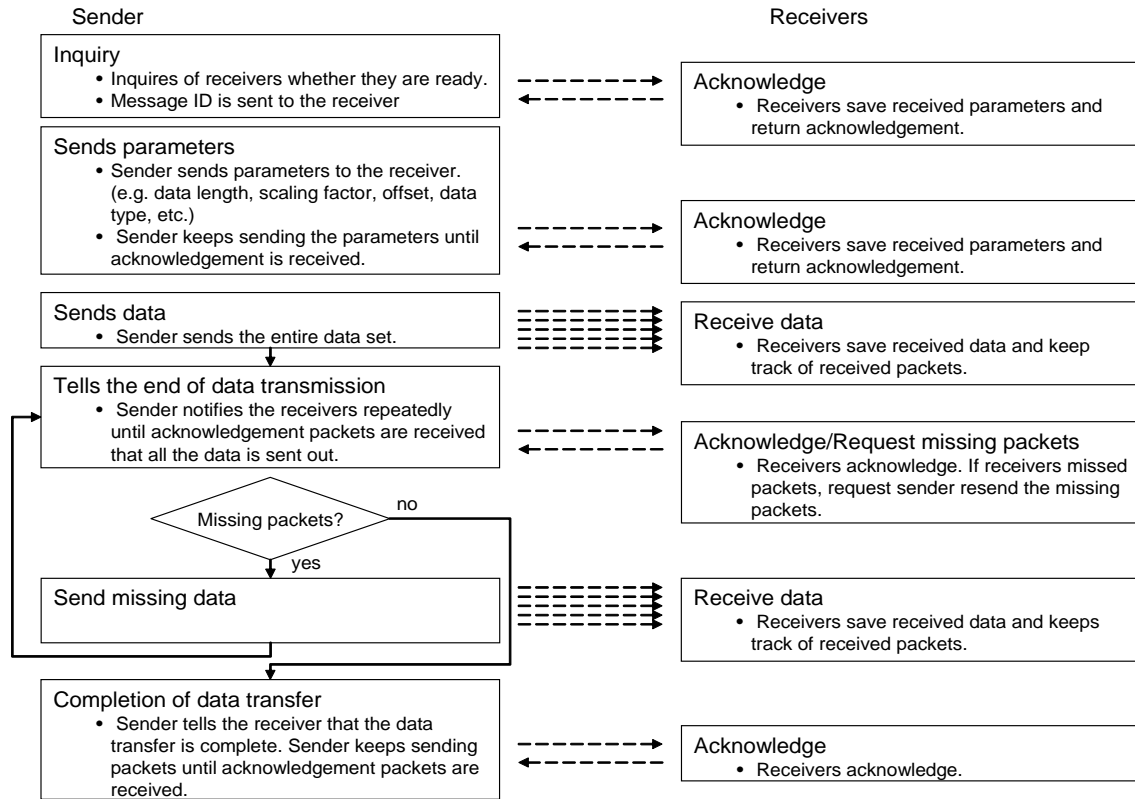 Sender
Receivers
Inquiry
• Inquires of receivers whether they are ready.
• Message ID is sent to the receiver
Acknowledge
• Receivers save received parameters and
return acknowledgement.
Sends parameters
• Sender sends parameters to the receiver.
(e.g. data length, scaling factor, offset, data
type, etc.)
• Sender keeps sending the parameters until
acknowledgement is received.
Acknowledge
• Receivers save received parameters and
return acknowledgement.
Sends data
• Sender sends the entire data set.
Receive data
• Receivers save received data and keep
track of received packets.
Tells the end of data transmission
• Sender notifies the receivers repeatedly
until acknowledgement packets are received
that all the data is sent out.
Acknowledge/Request missing packets
• Receivers acknowledge. If receivers missed
packets, request sender resend the missing
packets.
Missing packets?
no
yes
Send missing data
Receive data
• Receivers save received data and keeps
track of received packets.
Completion of data transfer
• Sender tells the receiver that the data
transfer is complete. Sender keeps sending
packets until acknowledgement packets are
received.
Acknowledge
• Receivers acknowledge.